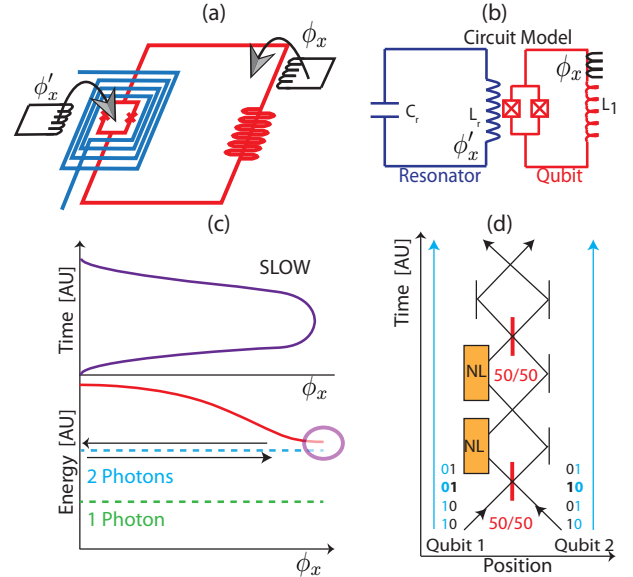 (a)
ϕₓ
ϕ′ₓ
(b)
Circuit Model
ϕₓ
C_r
L_r
L1
ϕ′ₓ
Resonator
Qubit
(c)
Time [AU]
SLOW
ϕₓ
Energy [AU]
2 Photons
1 Photon
ϕₓ
(d)
Time [AU]
NL
50/50
NL
01 01
01 10
10 01
10 10
50/50
Qubit 1 Qubit 2
Position